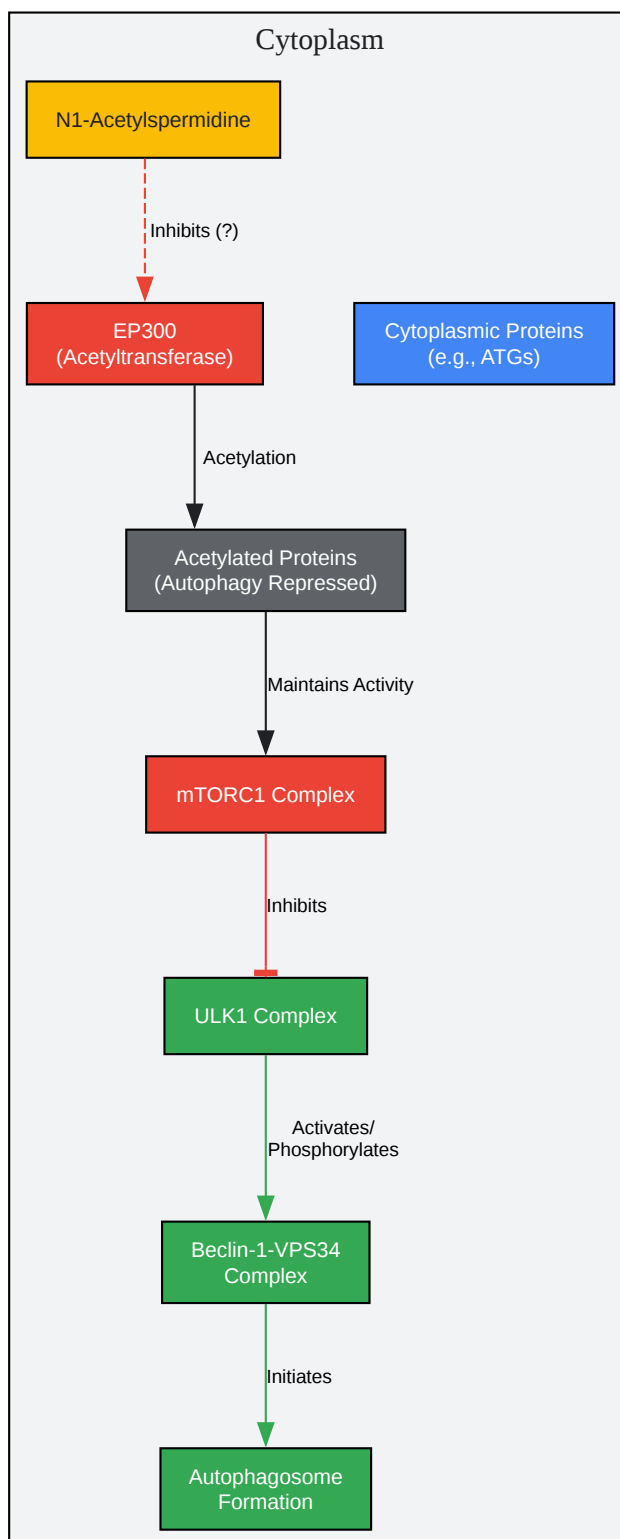 Cytoplasm
N1-Acetylspermidine
Inhibits (?)
EP300
(Acetyltransferase)
Cytoplasmic Proteins
(e.g., ATGs)
Acetylation
Acetylated Proteins
(Autophagy Repressed)
Maintains Activity
mTORC1 Complex
Inhibits
ULK1 Complex
Activates/
Phosphorylates
Beclin-1-VPS34
Complex
Initiates
Autophagosome
Formation